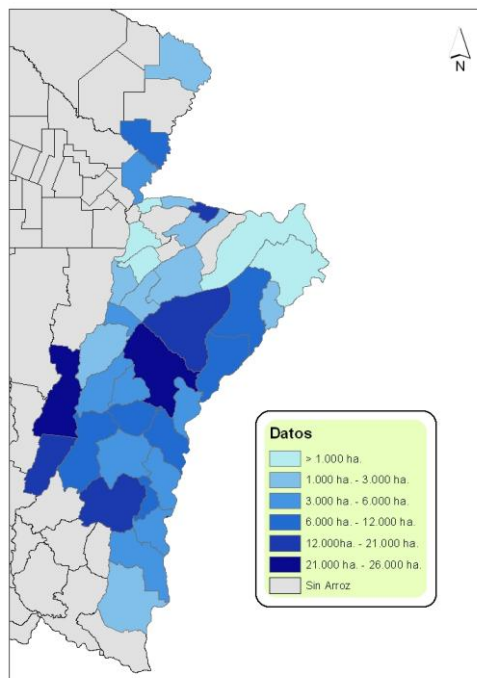 N
Datos
> 1.000 ha.
1.000 ha. - 3.000 ha.
3.000 ha. - 6.000 ha.
6.000 ha. - 12.000 ha.
12.000ha. - 21.000 ha.
21.000 ha. - 26.000 ha.
Sin Arroz